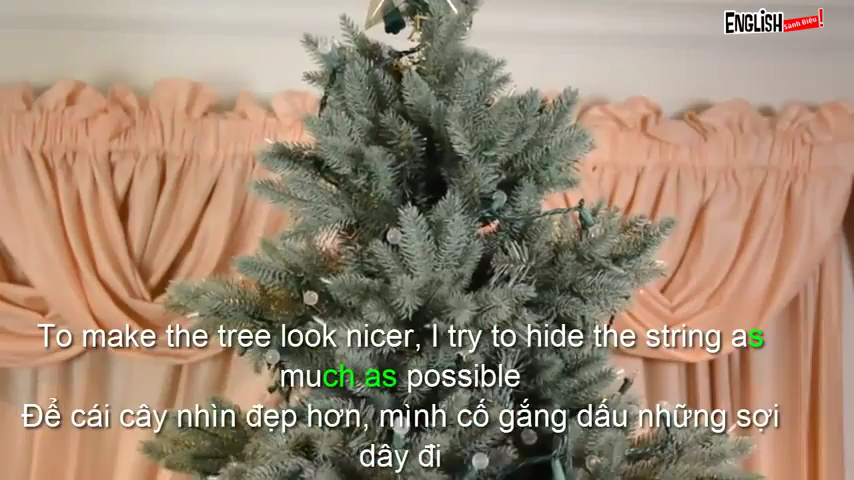 ENGLISH Sành Điệu!
To make the tree look nicer, I try to hide the string as
much as possible
Để cái cây nhìn đẹp hơn, mình cố gắng dấu những sợi
dây đi